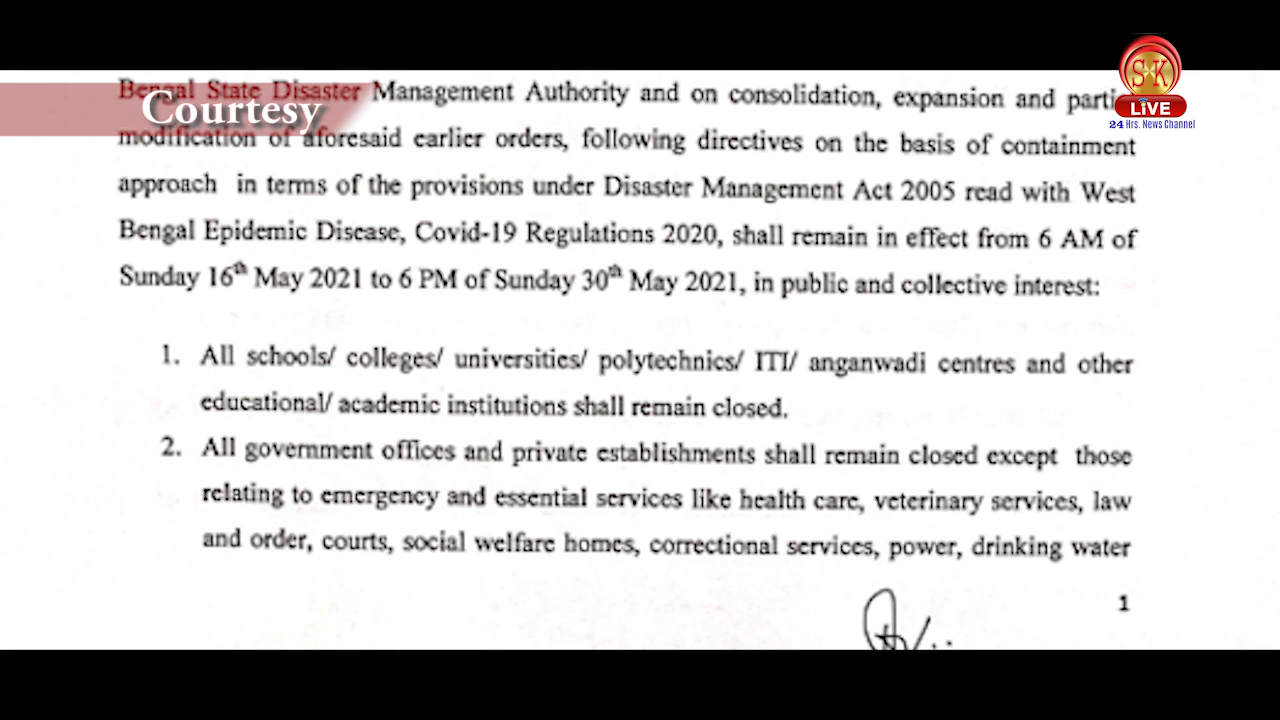 Bengal State Disaster Management Authority and on consolidation, expansion and
modification of aforesaid earlier orders, following directives on the basis of containment
approach in terms of the provisions under Disaster Management Act 2005 read with West
Bengal Epidemic Disease, Covid-19 Regulations 2020, shall remain in effect from 6 AM of
Sunday 16th May 2021 to 6 PM of Sunday 30th May 2021, in public and collective interest:
1. All schools/ colleges/ universities/ polytechnics/ ITI/ anganwadi centres and other
educational/ academic institutions shall remain closed.
2. All government offices and private establishments shall remain closed except those
relating to emergency and essential services like health care, veterinary services, law
and order, courts, social welfare homes, correctional services, power, drinking water
1
Courtesy
S K
LIVE
24 Hrs. News Channel